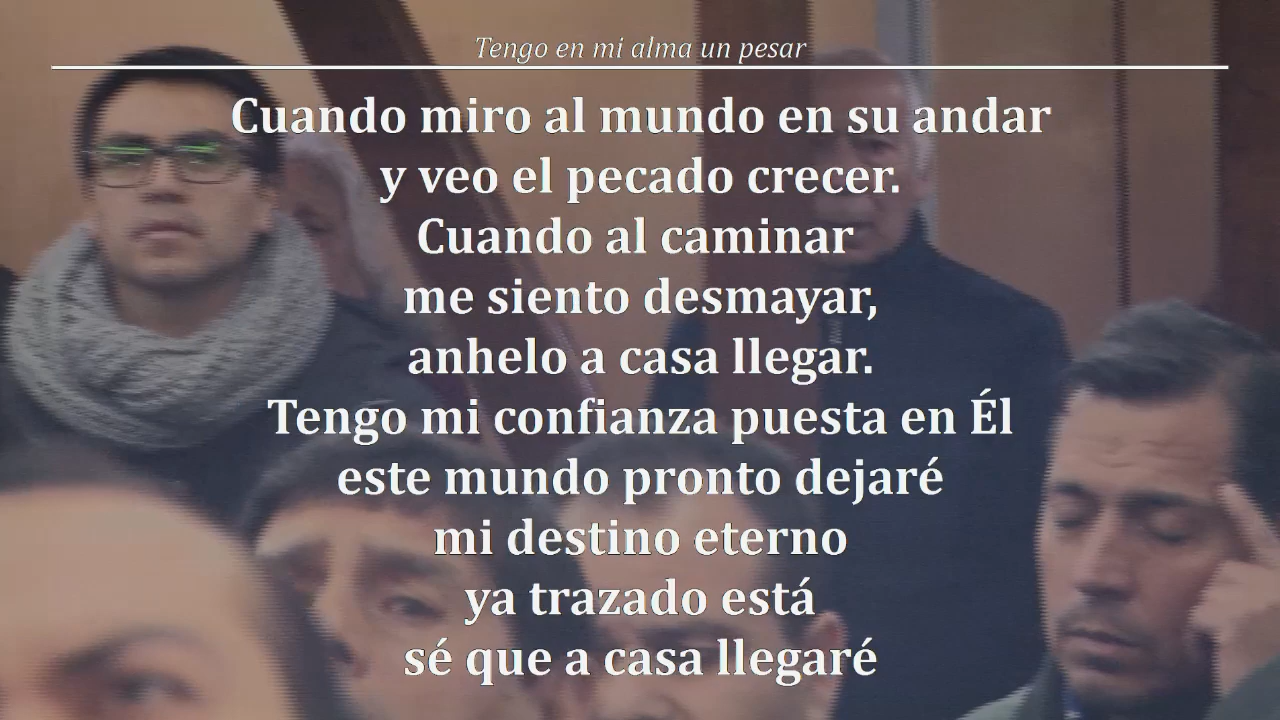 Tengo en mi alma un pesar
Cuando miro al mundo en su andar
y veo el pecado crecer.
Cuando al caminar
me siento desmayar,
anhelo a casa llegar.
Tengo mi confianza puesta en Él
este mundo pronto dejaré
mi destino eterno
ya trazado está
sé que a casa llegaré